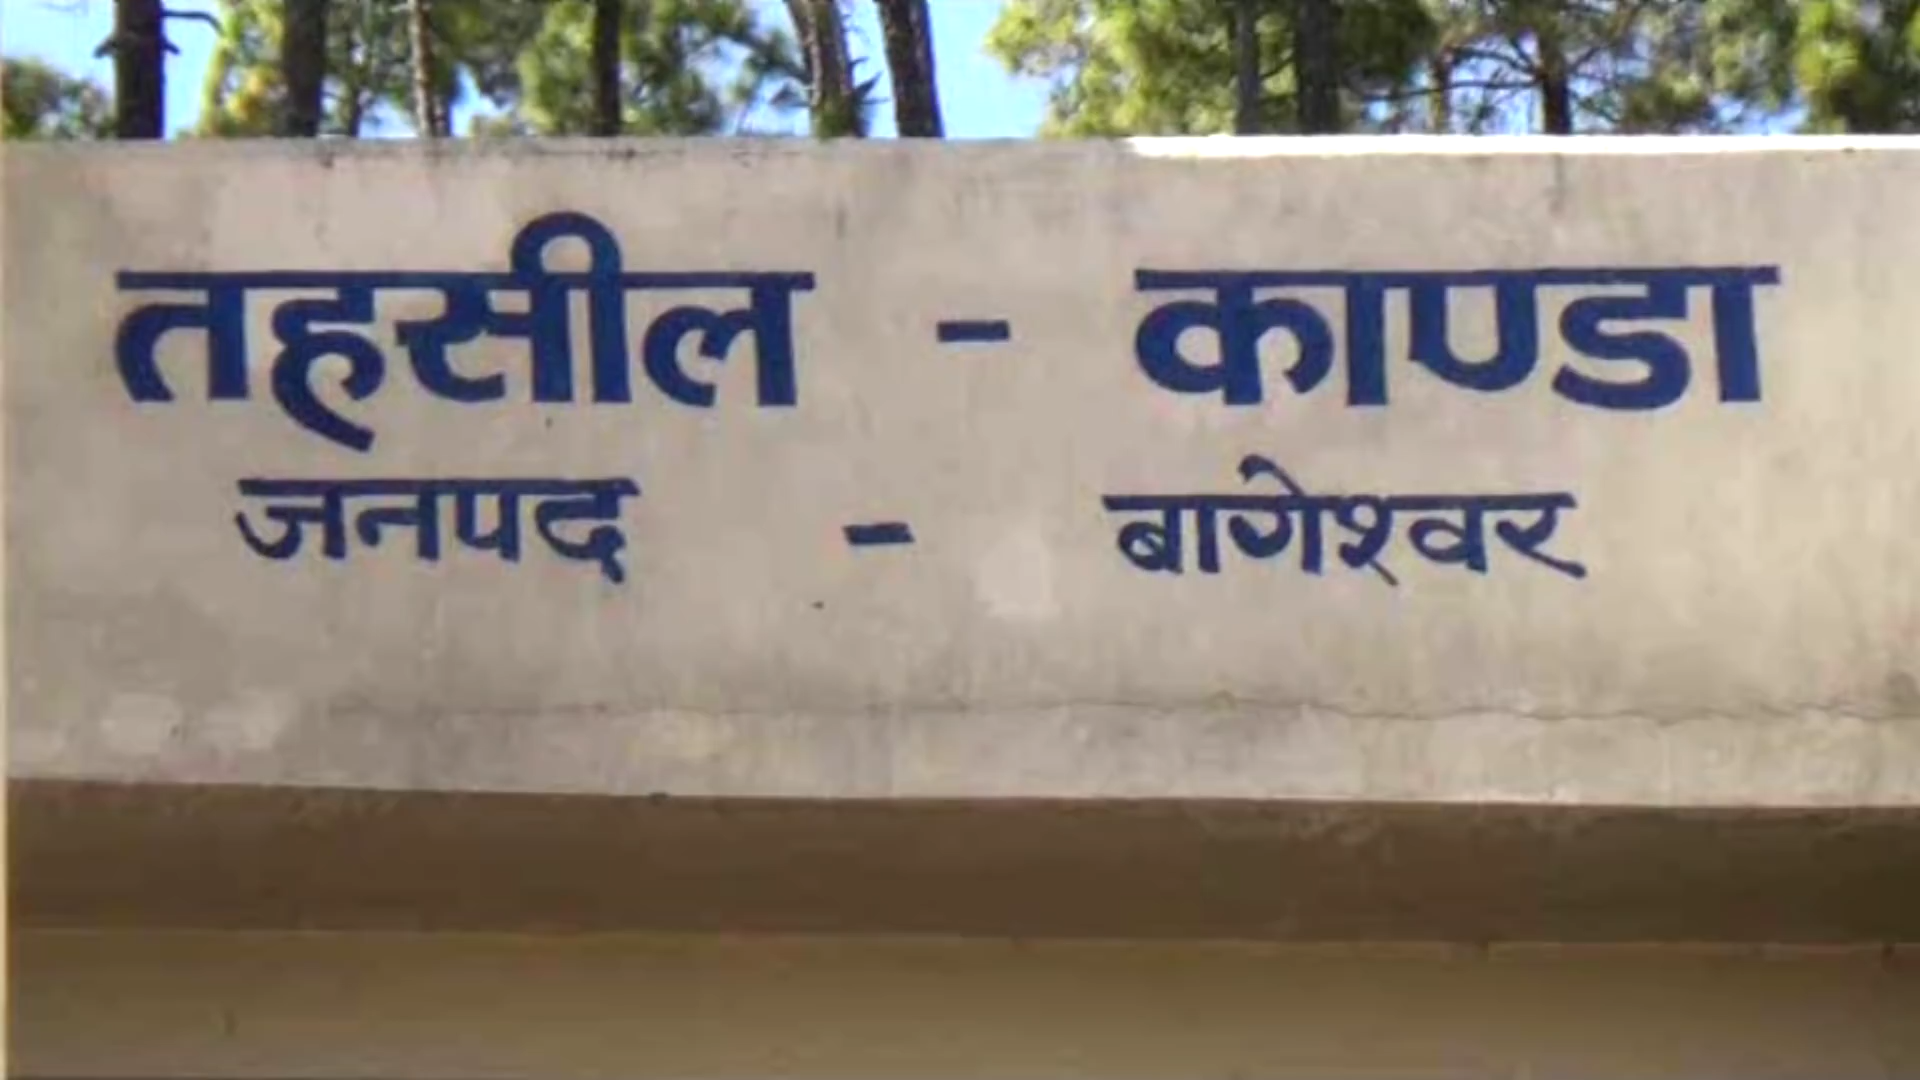 तहसील - काण्डा
जनपद - बागेश्वर